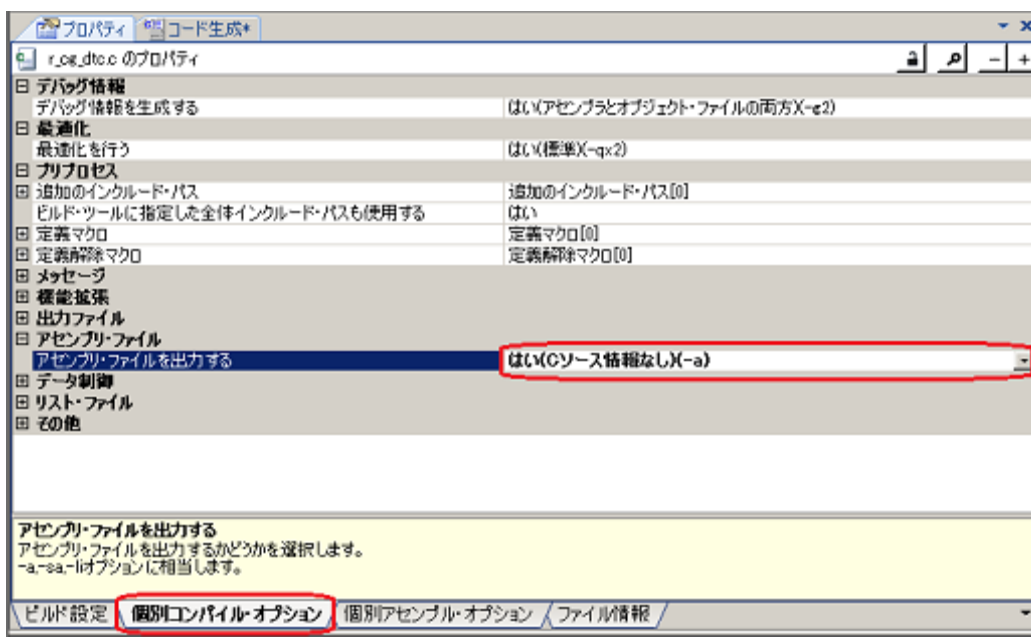 プロパティ コード生成*
r_cg_dtc.c のプロパティ
デバッグ情報
デバッグ情報を生成する はい(アセンブラとオブジェクト・ファイルの両方)(-g2)
最適化
最適化を行う はい(標準)(-qx2)
プリプロセス
追加のインクルード・パス 追加のインクルード・パス[0]
ビルド・ツールに指定した全体インクルード・パスも使用する はい
定義マクロ 定義マクロ[0]
定義解除マクロ 定義解除マクロ[0]
メッセージ
機能拡張
出力ファイル
アセンブリ・ファイル
アセンブリ・ファイルを出力する はい(Cソース情報なし)(-a)
データ制御
リスト・ファイル
その他
アセンブリ・ファイルを出力する
アセンブリ・ファイルを出力するかどうかを選択します。
-a,-sa,-liオプションに相当します。
ビルド設定 個別コンパイル・オプション 個別アセンブル・オプション ファイル情報